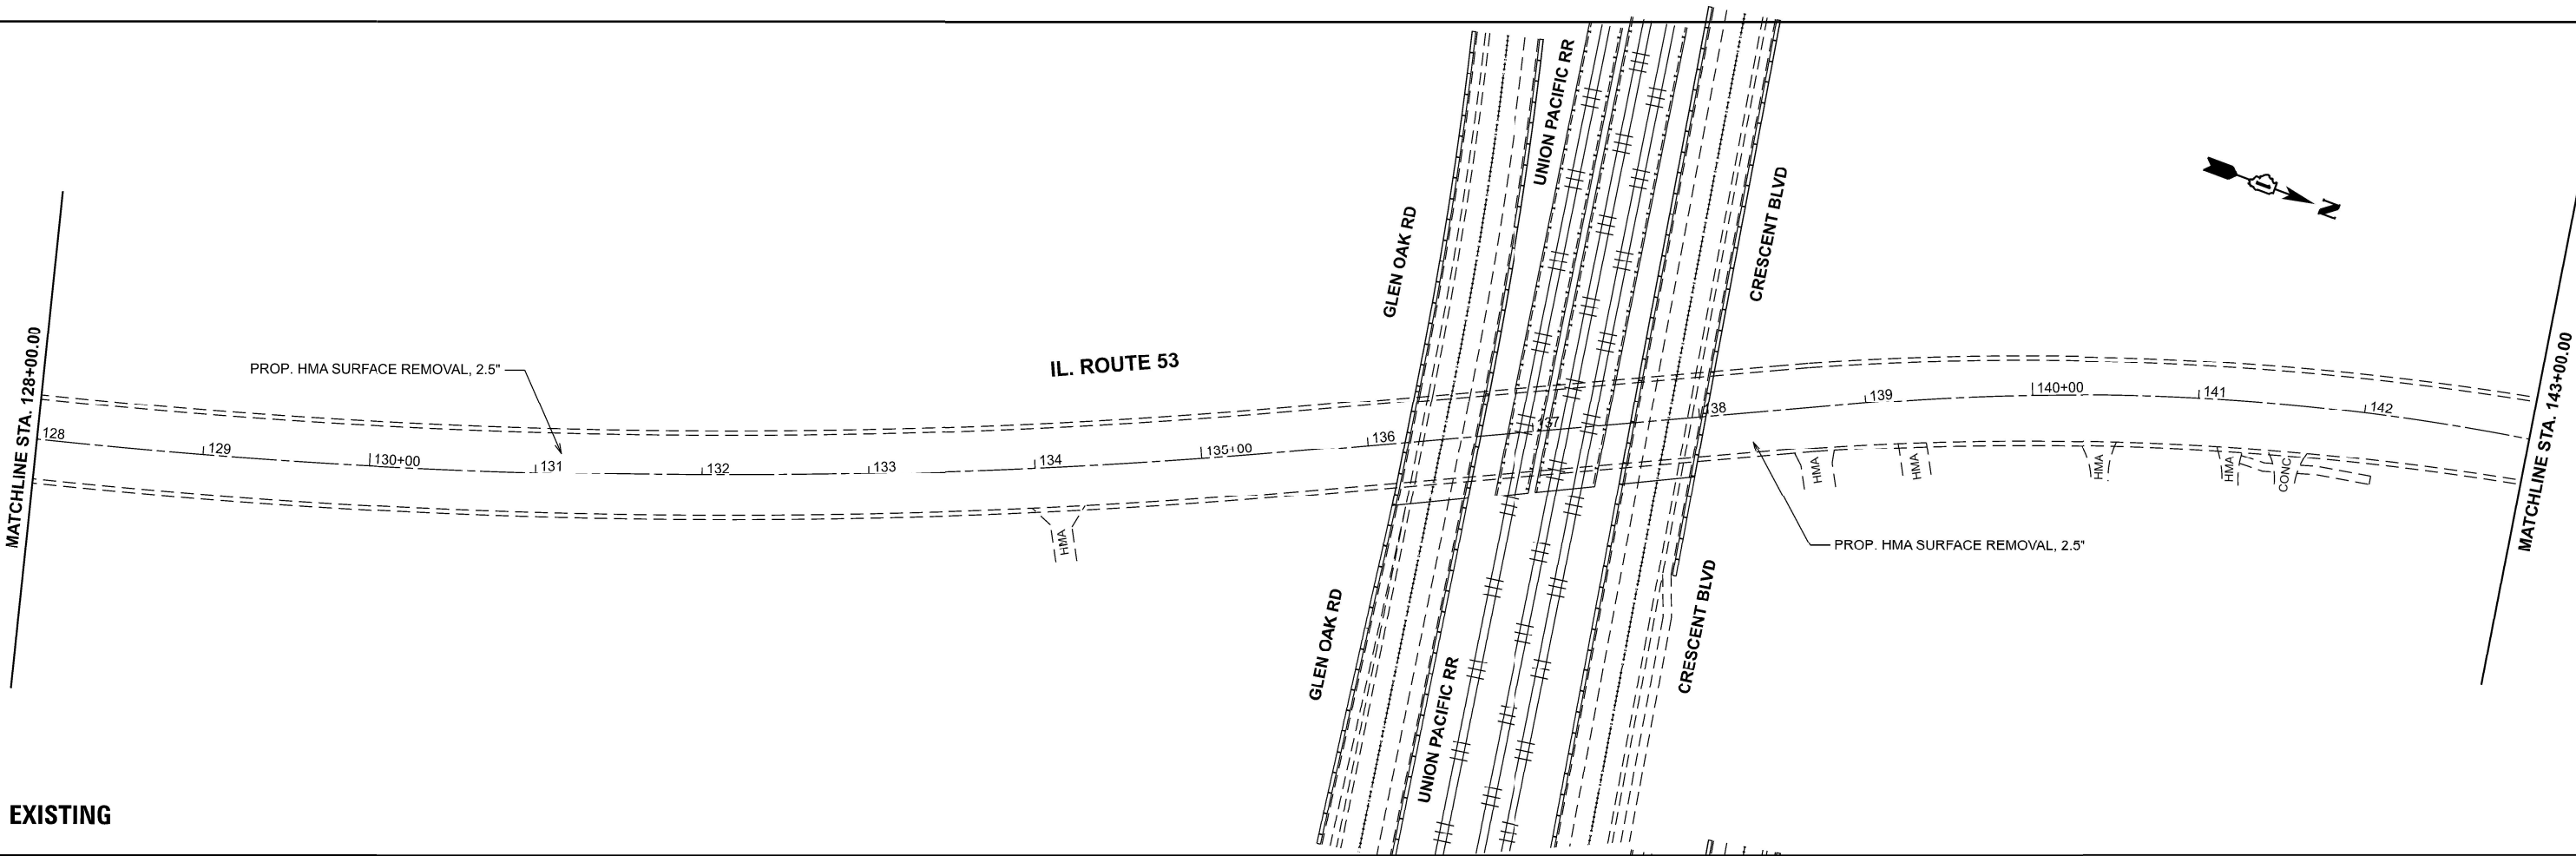 UNION PACIFIC RR
GLEN OAK RD
CRESCENT BLVD
N
MATCHLINE STA. 128+00.00
PROP. HMA SURFACE REMOVAL, 2.5"
IL. ROUTE 53
MATCHLINE STA. 143+00.00
128
129
130+00
131
132
133
134
135+00
136
137
138
139
140+00
141
142
HMA
HMA
HMA
HMA
HMA
CONC
PROP. HMA SURFACE REMOVAL, 2.5"
GLEN OAK RD
UNION PACIFIC RR
CRESCENT BLVD
EXISTING